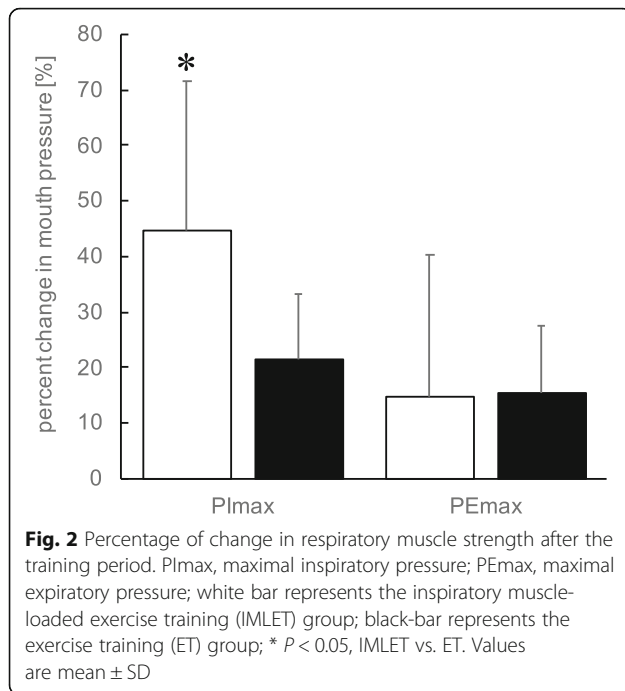 percent change in mouth pressure [%]
80
70
60
50
40
30
20
10
0
*
PImax PEmax
Fig. 2 Percentage of change in respiratory muscle strength after the
training period. PImax, maximal inspiratory pressure; PEmax, maximal
expiratory pressure; white bar represents the inspiratory muscle-
loaded exercise training (IMLET) group; black-bar represents the
exercise training (ET) group; * P < 0.05, IMLET vs. ET. Values
are mean ± SD